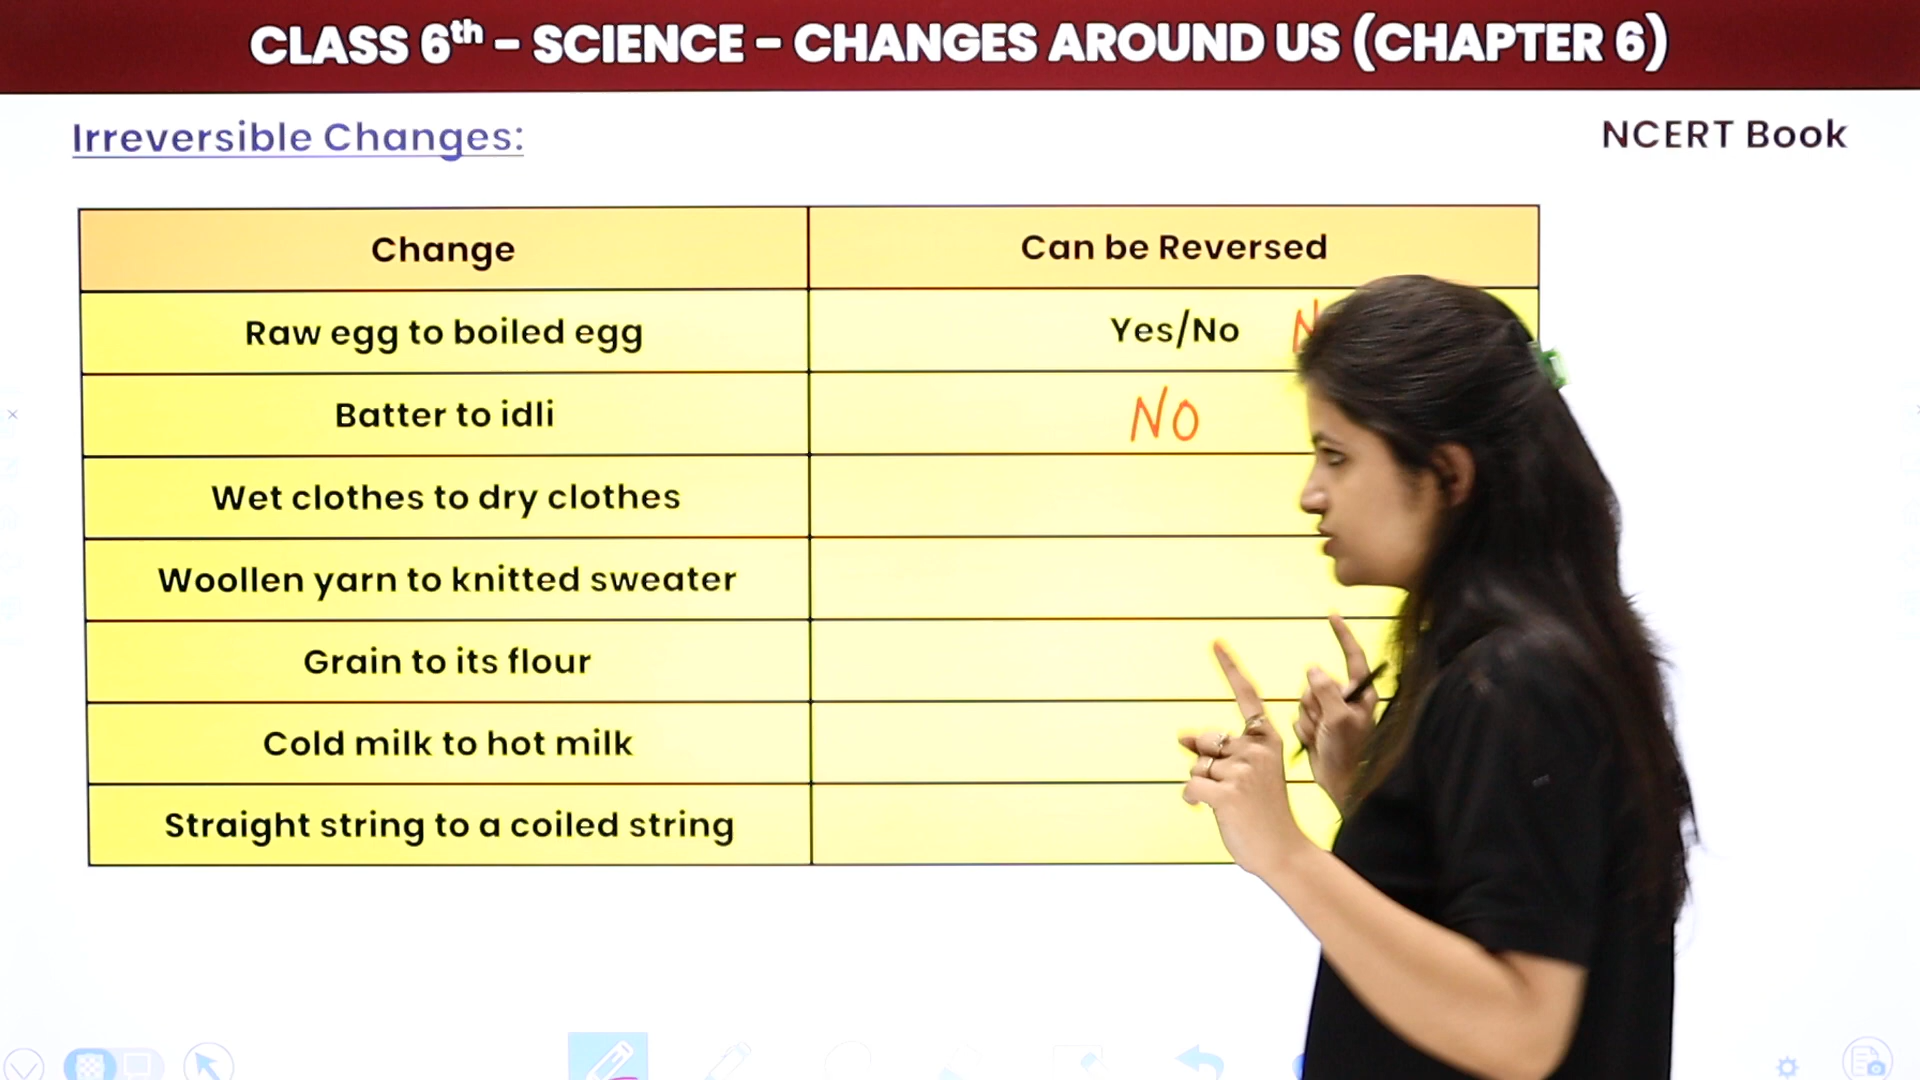 CLASS 6th - SCIENCE - CHANGES AROUND US (CHAPTER 6)
Irreversible Changes:
NCERT Book
Change
Can be Reversed
Raw egg to boiled egg
Yes/No
Batter to idli
NO
Wet clothes to dry clothes
Woollen yarn to knitted sweater
Grain to its flour
Cold milk to hot milk
Straight string to a coiled string